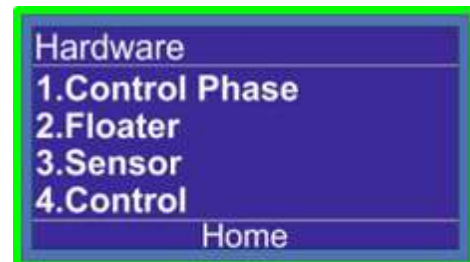 Hardware
1.Control Phase
2.Floater
3.Sensor
4.Control
Home